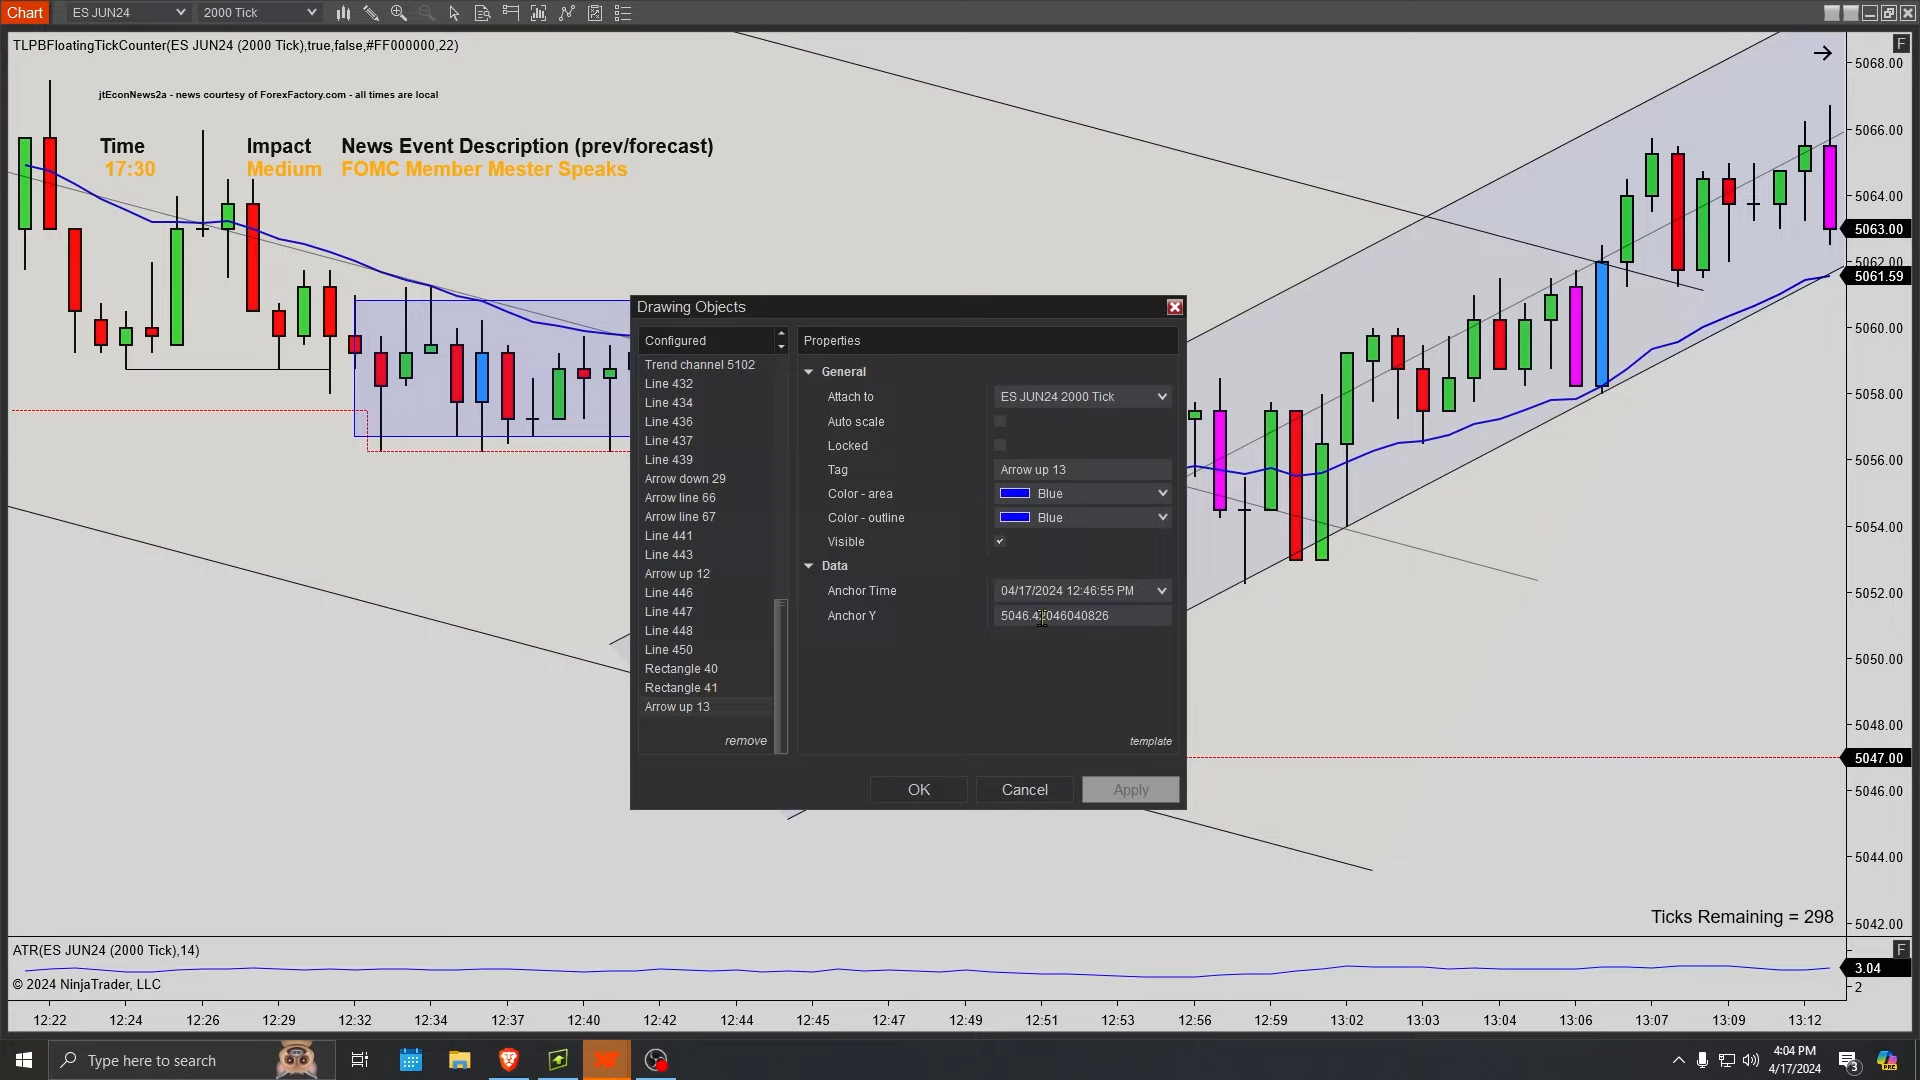 Chart ES JUN24 2000 Tick
TLPBFloatingTickCounter(ES JUN24 (2000 Tick),true,false,#FF000000,22)
F
jtEconNews2a - news courtesy of ForexFactory.com - all times are local
Time Impact News Event Description (prev/forecast)
17:30 Medium FOMC Member Mester Speaks
5068.00
5066.00
5064.00
5063.00
5062.00
5061.59
5060.00
5058.00
5056.00
5054.00
5052.00
5050.00
5048.00
5047.00
5046.00
5044.00
5042.00
Drawing Objects
Configured
Trend channel 5102
Line 432
Line 434
Line 436
Line 437
Line 439
Arrow down 29
Arrow line 66
Arrow line 67
Line 441
Line 443
Arrow up 12
Line 446
Line 447
Line 448
Line 450
Rectangle 40
Rectangle 41
Arrow up 13
remove
Properties
General
Attach to ES JUN24 2000 Tick
Auto scale
Locked
Tag Arrow up 13
Color - area Blue
Color - outline Blue
Visible
Data
Anchor Time 04/17/2024 12:46:55 PM
Anchor Y
template
OK Cancel Apply
Ticks Remaining = 298
ATR(ES JUN24 (2000 Tick),14)
F
3.04
2
© 2024 NinjaTrader, LLC
12:22 12:24 12:26 12:29 12:32 12:34 12:37 12:40 12:42 12:44 12:45 12:47 12:49 12:51 12:53 12:56 12:59 13:02 13:03 13:04 13:06 13:07 13:09 13:12
Type here to search
4:04 PM
4/17/2024
3
PRE